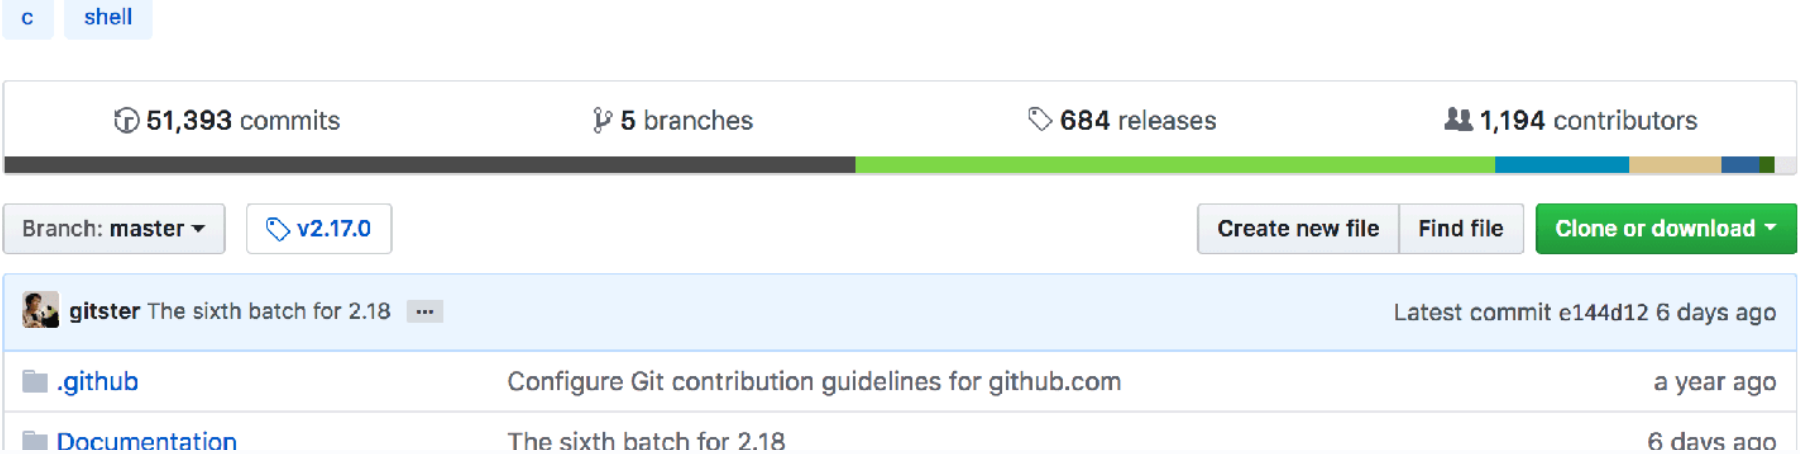 c shell
51,393 commits 5 branches 684 releases 1,194 contributors
Branch: master v2.17.0 Create new file Find file Clone or download
gitster The sixth batch for 2.18 ... Latest commit e144d12 6 days ago
.github Configure Git contribution guidelines for github.com a year ago
Documentation The sixth batch for 2.18 6 days ago